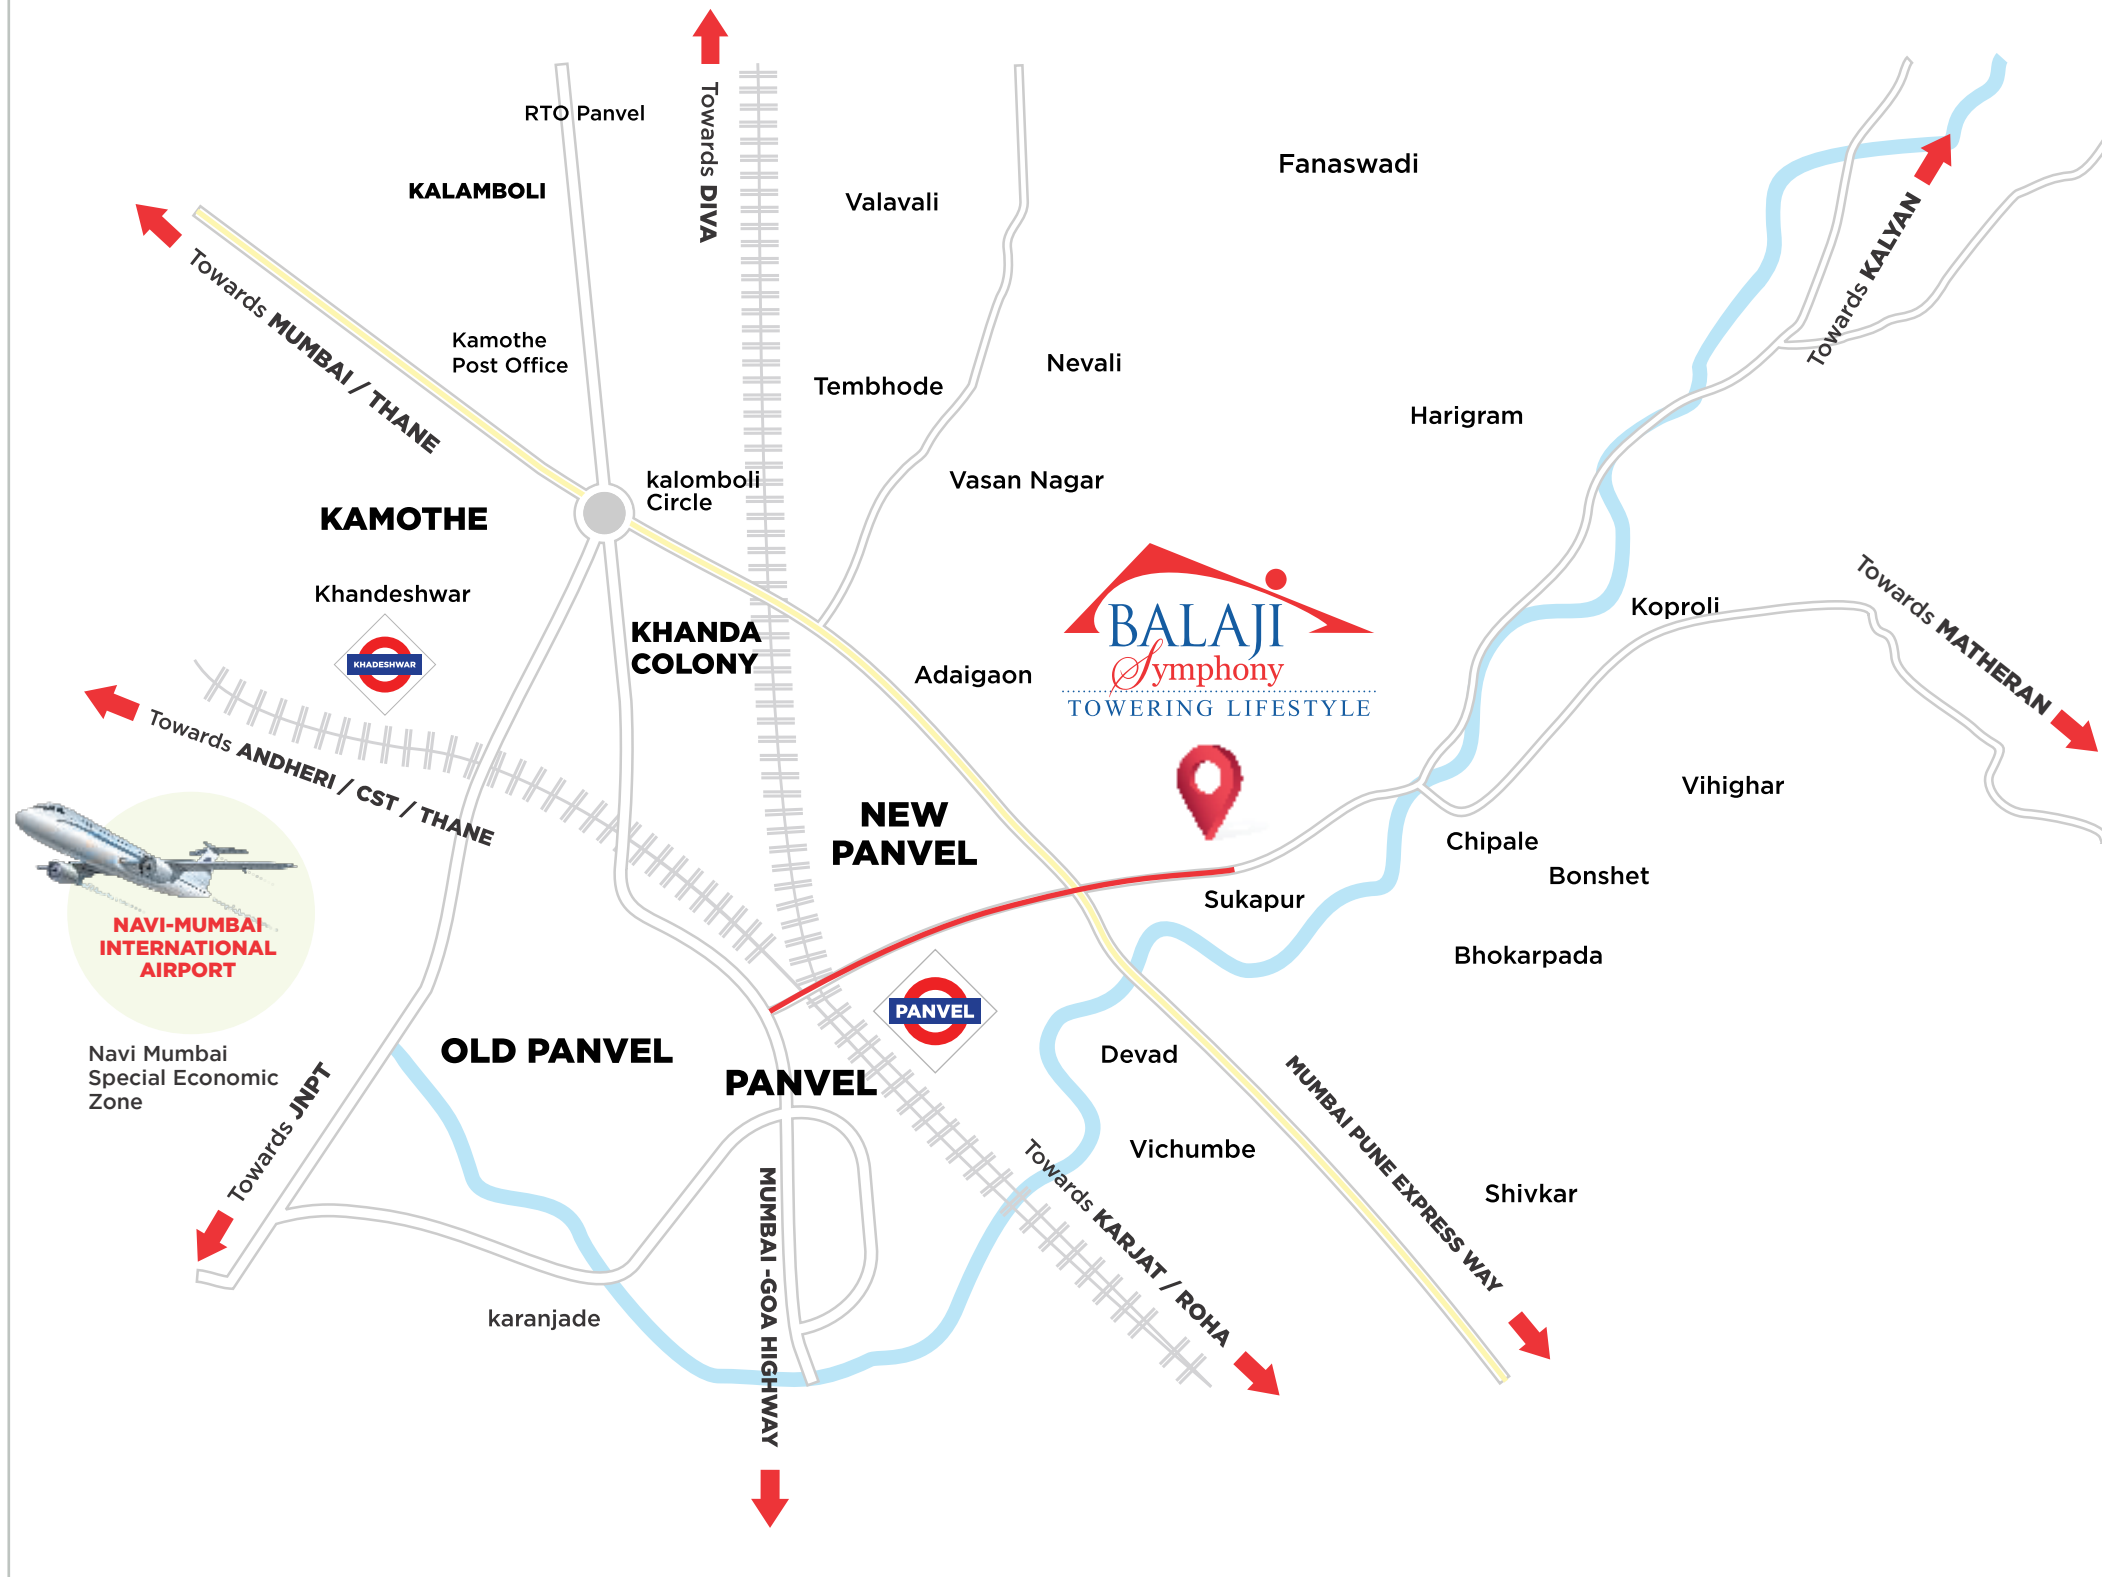 RTO Panvel
KALAMBOLI
Towards DIVA
Valavali
Fanaswadi
Towards KALYAN
Towards MUMBAI / THANE
Kamothe
Post Office
Tembhode
Nevali
Harigram
kalomboli
Circle
Vasan Nagar
KAMOTHE
Khandeshwar
KHADESHWAR
KHANDA
COLONY
Adaigaon
BALAJI
Symphony
TOWERING LIFESTYLE
Koproli
Towards MATHERAN
Towards ANDHERI / CST / THANE
Vihighar
NEW
PANVEL
Chipale
Bonshet
Sukapur
NAVI-MUMBAI
INTERNATIONAL
AIRPORT
Bhokarpada
PANVEL
Navi Mumbai
Special Economic
Zone
OLD PANVEL
PANVEL
Devad
Towards JNPT
MUMBAI PUNE EXPRESS WAY
Vichumbe
Shivkar
Towards KARJAT / ROHA
MUMBAI -GOA HIGHWAY
karanjade